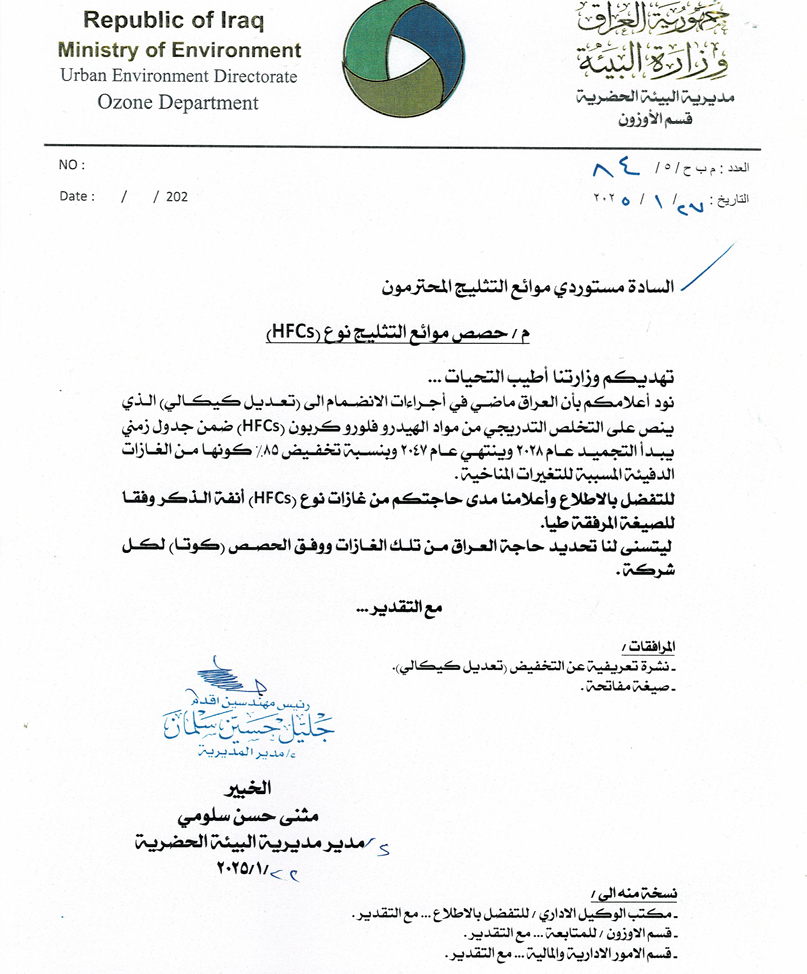 Republic of Iraq
Ministry of Environment
Urban Environment Directorate
Ozone Department
جمهورية العراق
وزارة البيئة
مديرية البيئة الحضرية
قسم الأوزون
NO :
Date : / / 202
العدد : م ب ح / ٥ / ٨٤
التاريخ : ٢٧ / ١ / ٢٠٢٥
السادة مستوردي موائع التثليج المحترمون
م / حصص موائع التثليج نوع (HFCs)
تهديكم وزارتنا أطيب التحيات ...
نود أعلامكم بأن العراق ماضي في أجراءات الانضمام الى (تعديل كيكالي) الذي
ينص على التخلص التدريجي من مواد الهيدرو فلورو كربون (HFCs) ضمن جدول زمني
يبدأ التجميد عام ٢٠٢٨ وينتهي عام ٢٠٤٧ وبنسبة تخفيض ٨٥٪ كونها من الغازات
الدفيئة المسببة للتغيرات المناخية .
للتفضل بالاطلاع وأعلامنا مدى حاجتكم من غازات نوع (HFCs) أنفة الذكر وفقا
للصيغة المرفقة طيا.
ليتسنى لنا تحديد حاجة العراق من تلك الغازات ووفق الحصص (كوتا) لكل
شركة .
مع التقدير ...
المرافقات /
ـ نشرة تعريفية عن التخفيض (تعديل كيكالي).
ـ صيغة مفاتحة .
رئيس مهندسين اقدم
جليل حسين سلمان
ع/مدير المديرية
الخبير
مثنى حسن سلومي
مدير مديرية البيئة الحضرية
/٢٠٢٥/١
نسخة منه الى /
ـ مكتب الوكيل الاداري / للتفضل بالاطلاع ... مع التقدير .
ـ قسم الاوزون / للمتابعة ... مع التقدير .
ـ قسم الامور الادارية والمالية ... مع التقدير .